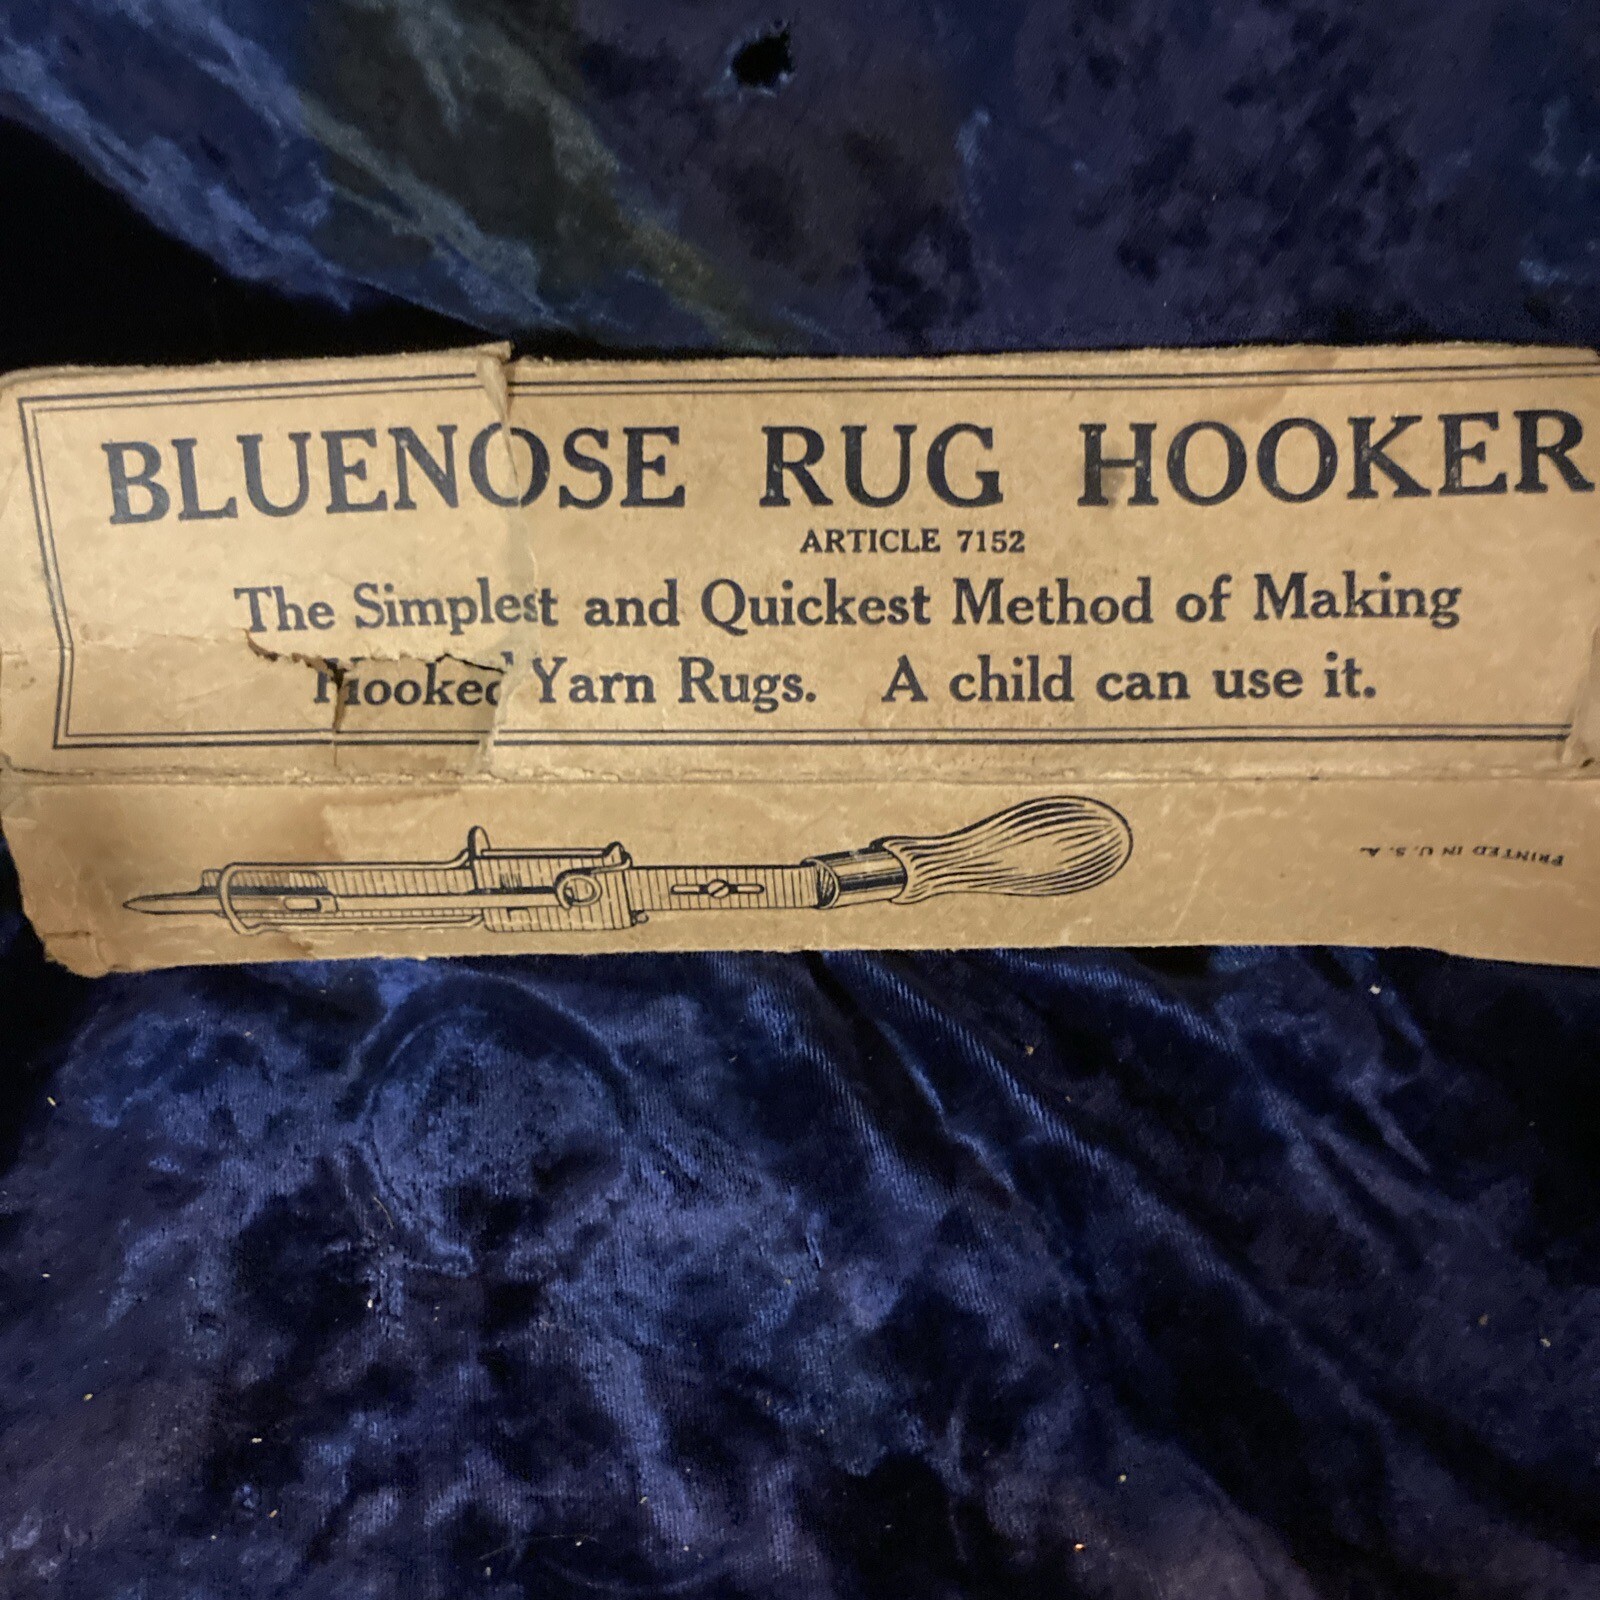 BLUENOSE RUG HOOKER
ARTICLE 7152
The Simplest and Quickest Method of Making
Hooked Yarn Rugs. A child can use it.
PRINTED IN U. S. A.